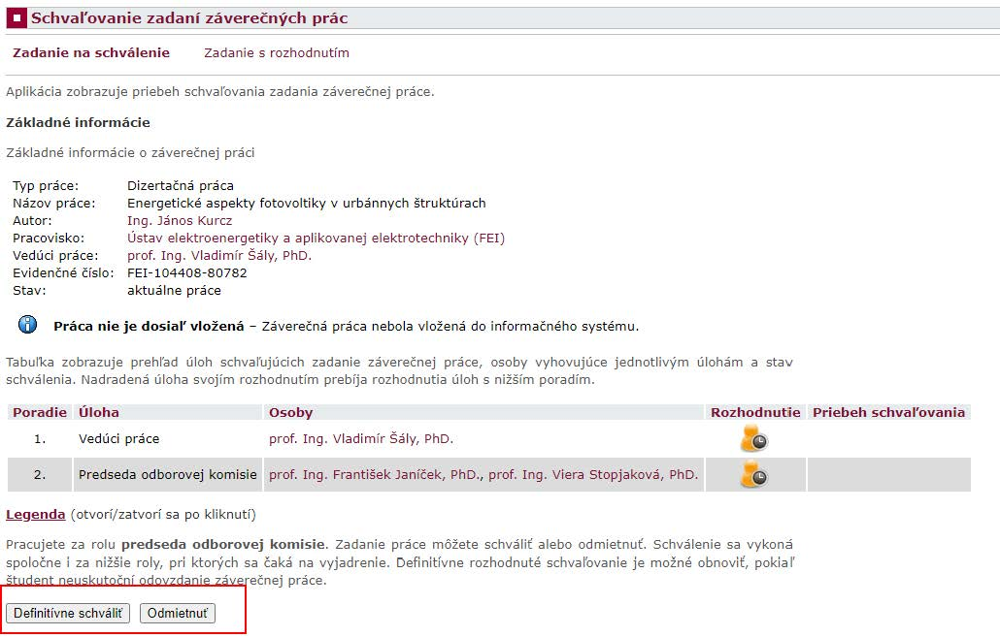 Schvaľovanie zadaní záverečných prác
Zadanie na schválenie Zadanie s rozhodnutím
Aplikácia zobrazuje priebeh schvaľovania zadania záverečnej práce.
Základné informácie
Základné informácie o záverečnej práci
Typ práce: Dizertačná práca
Názov práce: Energetické aspekty fotovoltiky v urbánnych štruktúrach
Autor: Ing. János Kurcz
Pracovisko: Ústav elektroenergetiky a aplikovanej elektrotechniky (FEI)
Vedúci práce: prof. Ing. Vladimír Šály, PhD.
Evidenčné číslo: FEI-104408-80782
Stav: aktuálne práce
Práca nie je dosiaľ vložená – Záverečná práca nebola vložená do informačného systému.
Tabuľka zobrazuje prehľad úloh schvaľujúcich zadanie záverečnej práce, osoby vyhovujúce jednotlivým úlohám a stav
schválenia. Nadradená úloha svojím rozhodnutím prebíja rozhodnutia úloh s nižším poradím.
Poradie Úloha Osoby Rozhodnutie Priebeh schvaľovania
1. Vedúci práce prof. Ing. Vladimír Šály, PhD.
2. Predseda odborovej komisie prof. Ing. František Janíček, PhD., prof. Ing. Viera Stopjaková, PhD.
Legenda (otvorí/zatvorí sa po kliknutí)
Pracujete za rolu predseda odborovej komisie. Zadanie práce môžete schváliť alebo odmietnuť. Schválenie sa vykoná
spoločne i za nižšie roly, pri ktorých sa čaká na vyjadrenie. Definitívne rozhodnuté schvaľovanie je možné obnoviť, pokiaľ
študent neuskutoční odovzdanie záverečnej práce.
Definitívne schváliť Odmietnuť